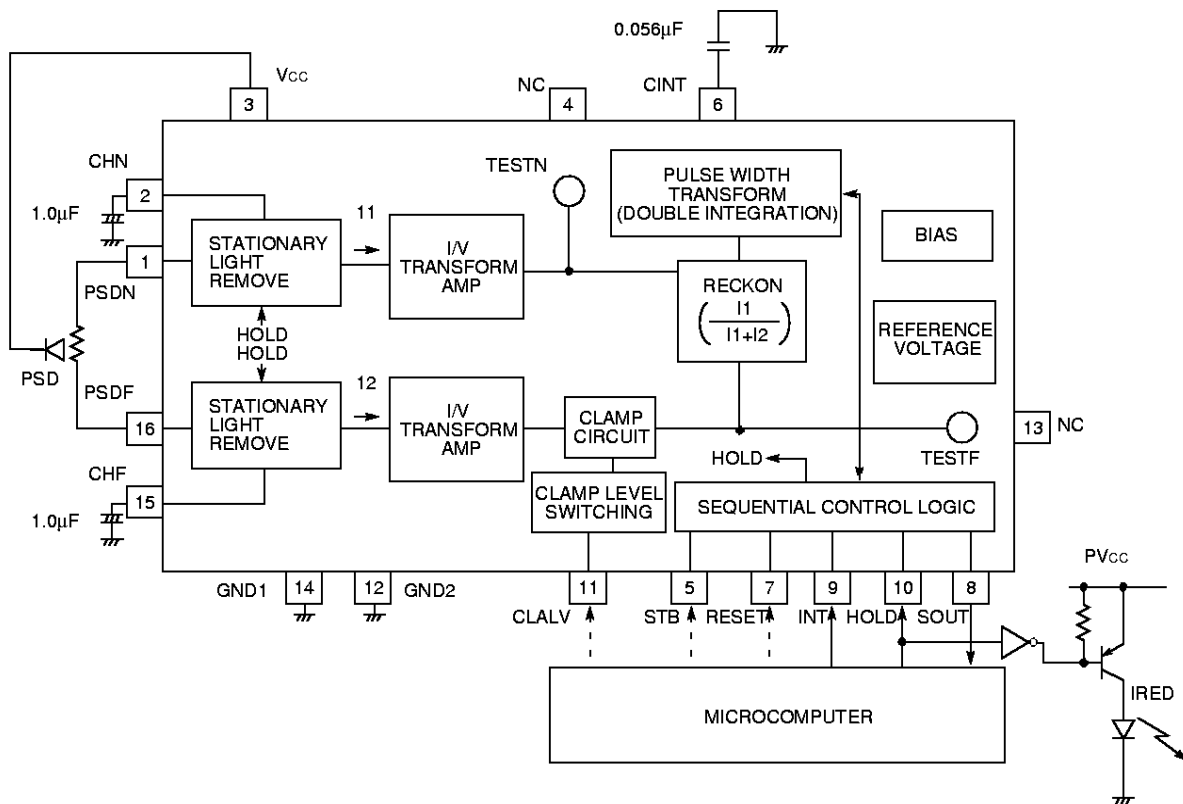 0.056µF
VCC
NC
CINT
3
4
6
CHN
TESTN
PULSE WIDTH
TRANSFORM
(DOUBLE INTEGRATION)
2
1.0µF
11
STATIONARY
LIGHT
REMOVE
I/V
TRANSFORM
AMP
BIAS
1
PSDN
RECKON
I1
I1+I2
REFERENCE
VOLTAGE
HOLD
HOLD
PSD
PSDF
12
STATIONARY
LIGHT
REMOVE
I/V
TRANSFORM
AMP
CLAMP
CIRCUIT
16
13
NC
TESTF
HOLD
CHF
15
1.0µF
CLAMP LEVEL
SWITCHING
SEQUENTIAL CONTROL LOGIC
PVCC
GND1
14
12
GND2
11
5
7
9
10
8
CLALV
STB
RESET
INT
HOLD
SOUT
IRED
MICROCOMPUTER